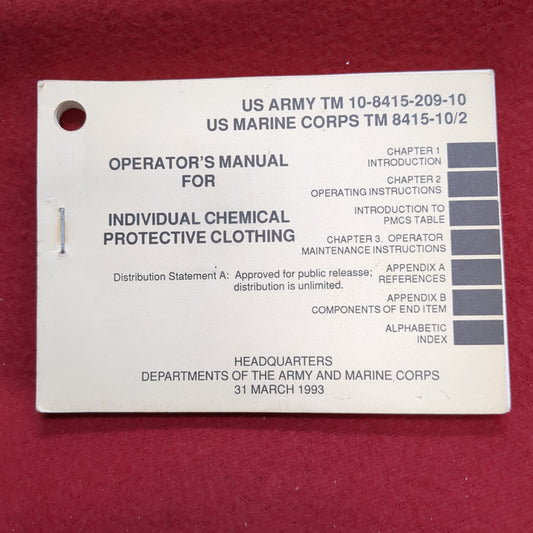 US ARMY TM 10-8415-209-10
US MARINE CORPS TM 8415-10/2
OPERATOR'S MANUAL
FOR
INDIVIDUAL CHEMICAL
PROTECTIVE CLOTHING
Distribution Statement A: Approved for public releasse;
distribution is unlimited.
CHAPTER 1
INTRODUCTION
CHAPTER 2
OPERATING INSTRUCTIONS
INTRODUCTION TO
PMCS TABLE
CHAPTER 3. OPERATOR
MAINTENANCE INSTRUCTIONS
APPENDIX A
REFERENCES
APPENDIX B
COMPONENTS OF END ITEM
ALPHABETIC
INDEX
HEADQUARTERS
DEPARTMENTS OF THE ARMY AND MARINE CORPS
31 MARCH 1993